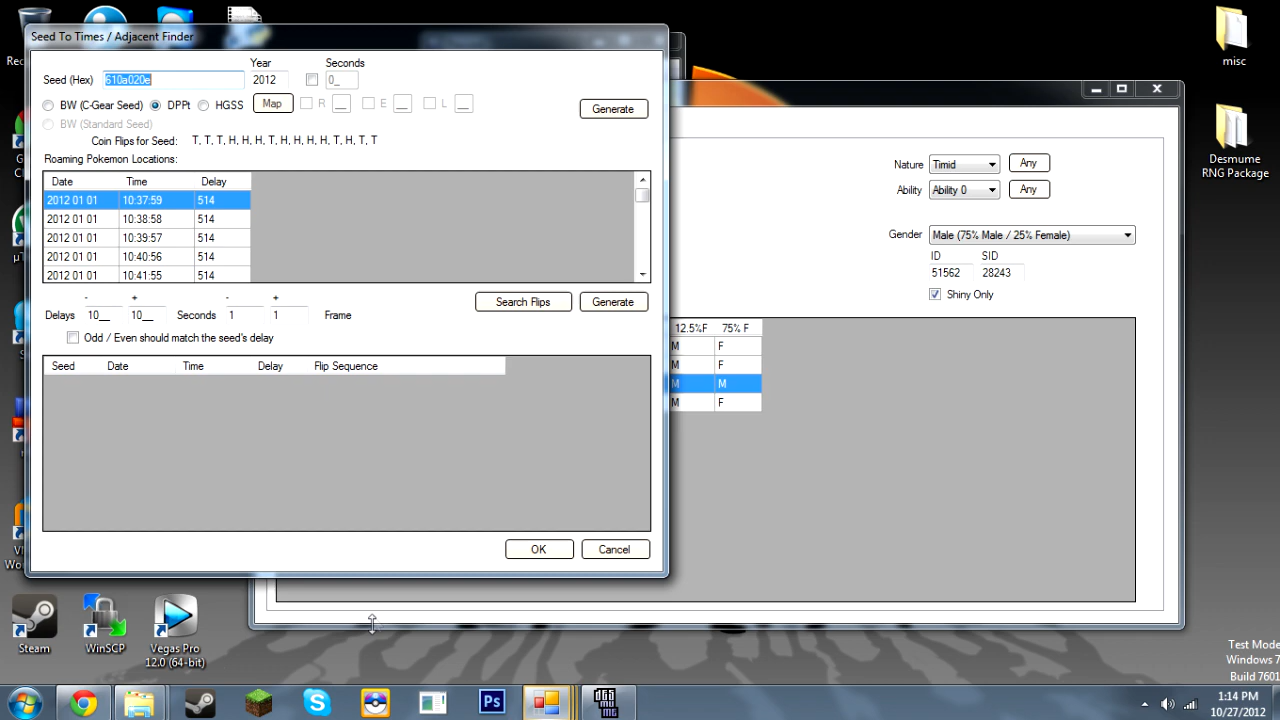 Seed To Times / Adjacent Finder
Seed (Hex) 610a020e
Year
2012
Seconds
0_
BW (C-Gear Seed) DPPt HGSS Map R __ E __ L __ Generate
BW (Standard Seed)
Coin Flips for Seed: T, T, T, H, H, H, T, H, H, H, H, T, H, T, T
Roaming Pokemon Locations:
Date Time Delay
2012 01 01 10:37:59 514
2012 01 01 10:38:58 514
2012 01 01 10:39:57 514
2012 01 01 10:40:56 514
2012 01 01 10:41:55 514
- + - +
Delays 10__ 10__ Seconds 1 1 Frame
Search Flips Generate
Odd / Even should match the seed's delay
Seed Date Time Delay Flip Sequence
OK Cancel
Nature Timid Any
Ability Ability 0 Any
Gender Male (75% Male / 25% Female)
ID SID
51562 28243
Shiny Only
12.5%F 75% F
M F
M F
M M
M F
misc
Desmume
RNG Package
Steam
WinSCP
Vegas Pro
12.0 (64-bit)
Ps
Test Mode
Windows 7
Build 7601
1:14 PM
10/27/2012